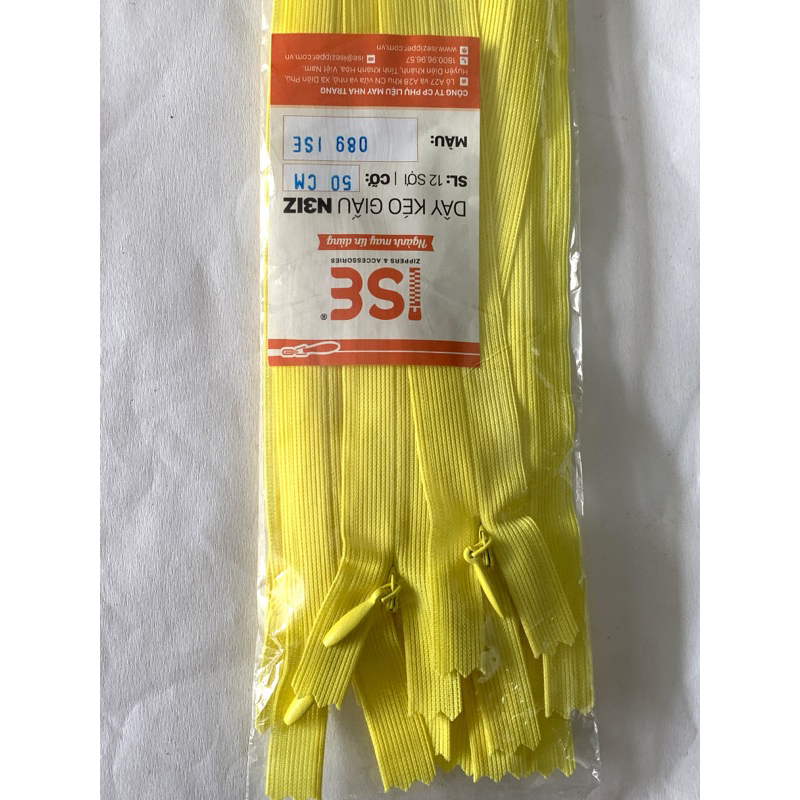 ISE®
ZIPPERS & ACCESSORIES
Ngành may tin dùng
DÂY KÉO GIẤU N3IZ
SL: 12 SỢI | CỠ: 50 CM
MÀU: 089 ISE
CÔNG TY CP PHỤ LIỆU MAY NHA TRANG
Lô A27 và A28 Khu CN vừa và nhỏ, Xã Diên Phú,
Huyện Diên Khánh, Tỉnh Khánh Hòa, Việt Nam.
1800.96.96.57 ise@isezipper.com.vn
www.isezipper.com.vn